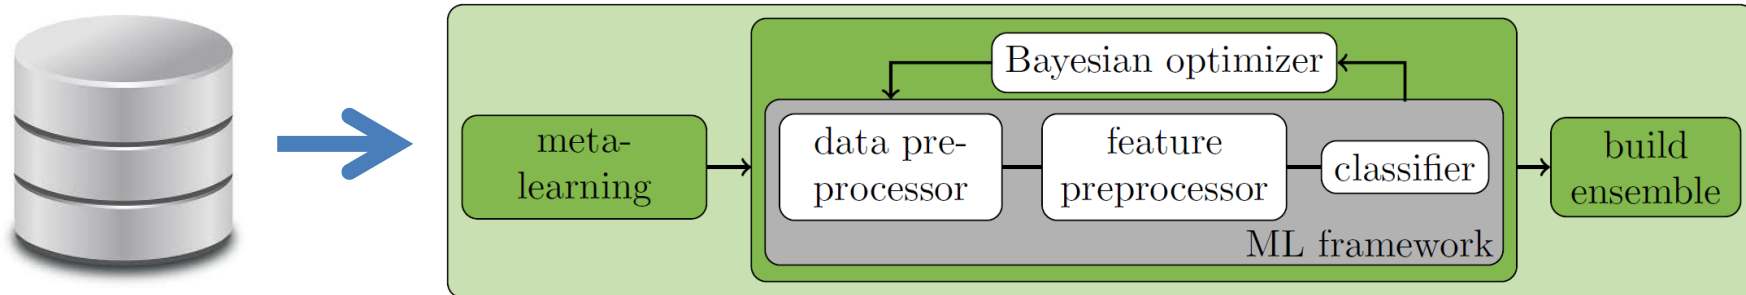 Bayesian optimizer
meta-
learning
data pre-
processor
feature
preprocessor
classifier
build
ensemble
ML framework